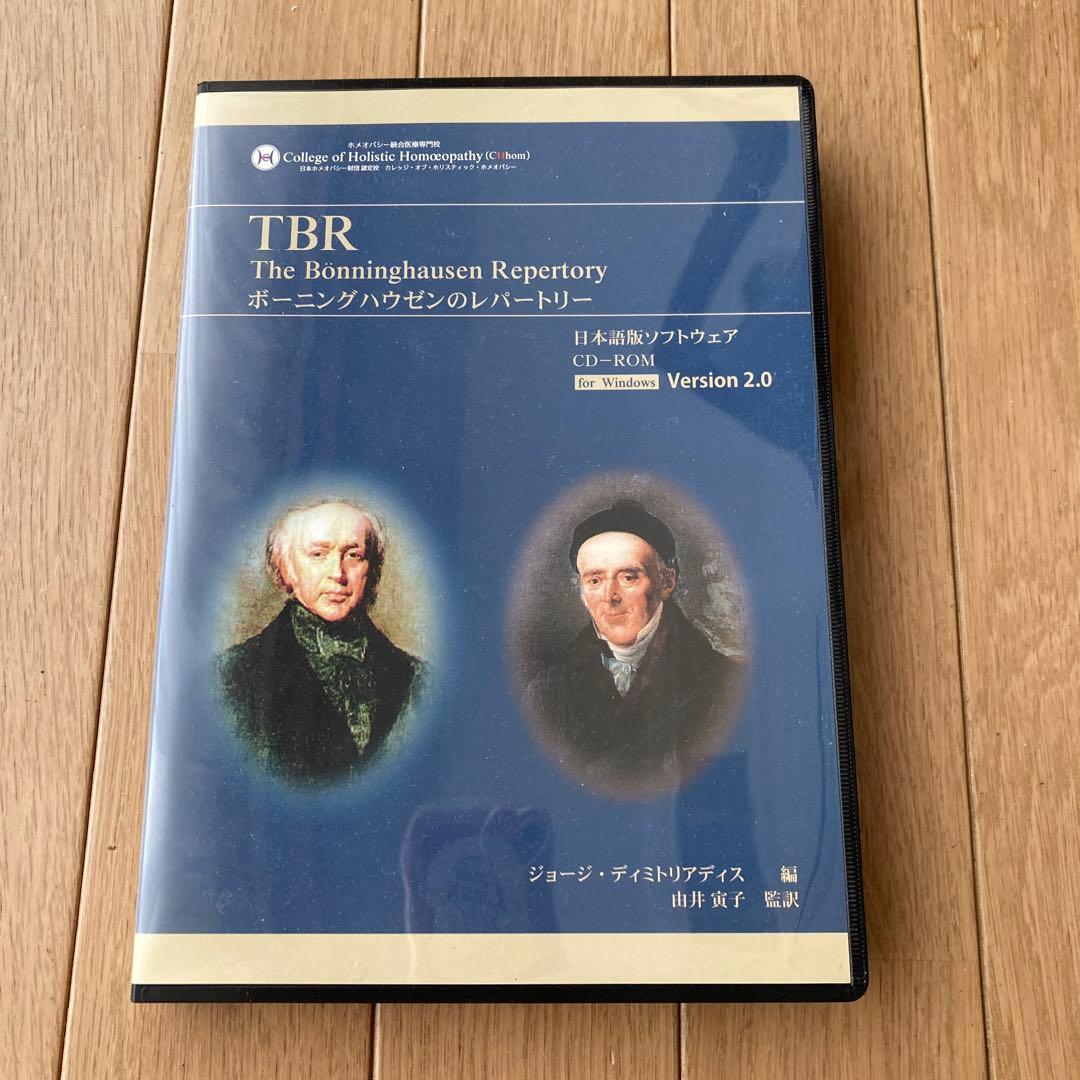 ホメオパシー統合医療専門校
College of Holistic Homœopathy (CHhom)
日本ホメオパシー財団 認定校 カレッジ・オブ・ホリスティック・ホメオパシー
TBR
The Bönninghausen Repertory
ボーニングハウゼンのレパートリー
日本語版ソフトウェア
CD-ROM
for Windows Version 2.0
ジョージ・ディミトリアディス 編
由井 寅子 監訳